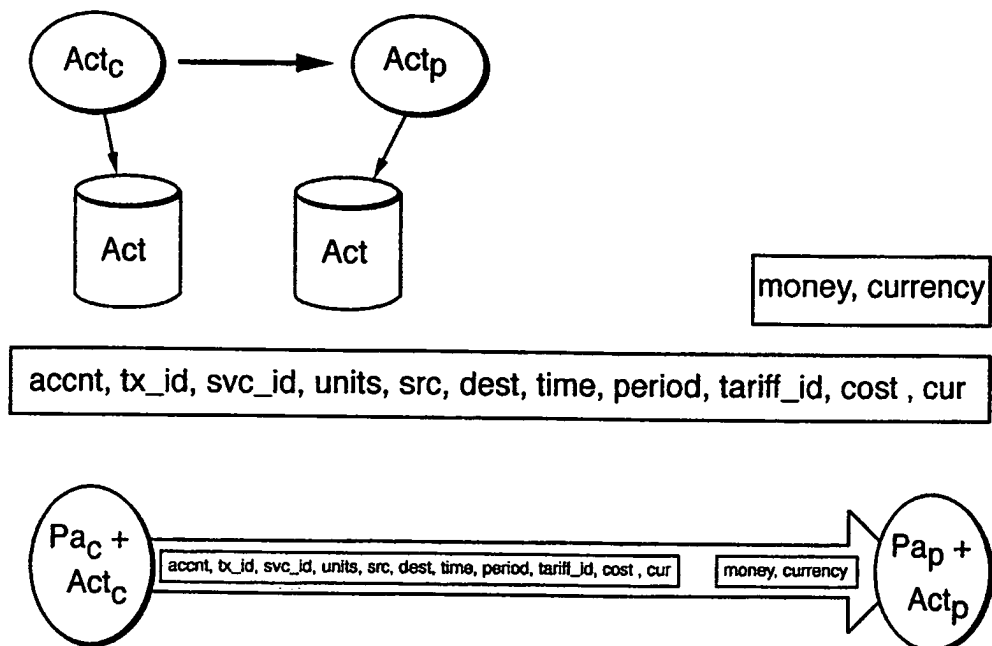 Actc
Actp
Act
Act
money, currency
accnt, tx_id, svc_id, units, src, dest, time, period, tariff_id, cost , cur
Pac +
Actc
accnt, tx_id, svc_id, units, src, dest, time, period, tariff_id, cost , cur
money, currency
Pap +
Actp